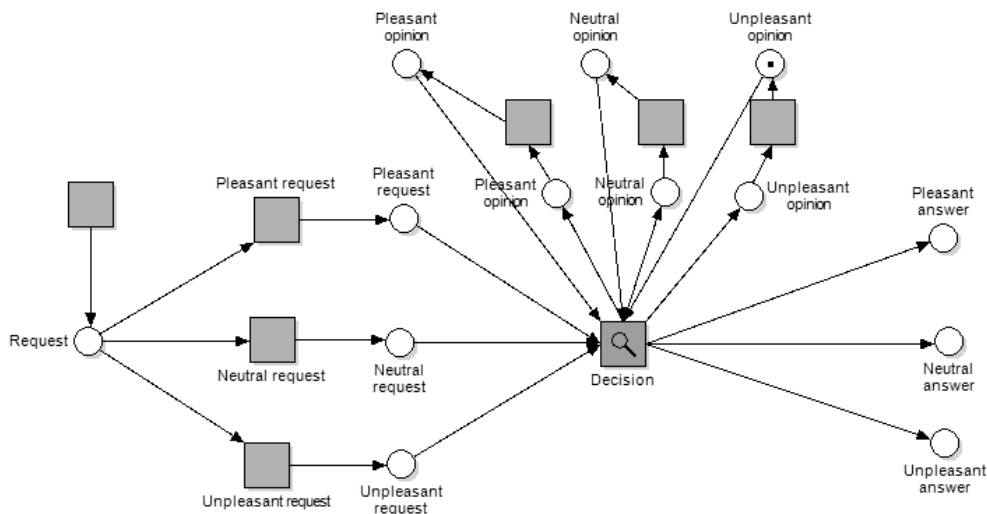 Pleasant
opinion
Neutral
opinion
Unpleasant
opinion
Pleasant
opinion
Neutral
opinion
Unpleasant
opinion
Pleasant request
Pleasant
request
Pleasant
answer
Request
Neutral request
Neutral
request
Decision
Neutral
answer
Unpleasant request
Unpleasant
request
Unpleasant
answer